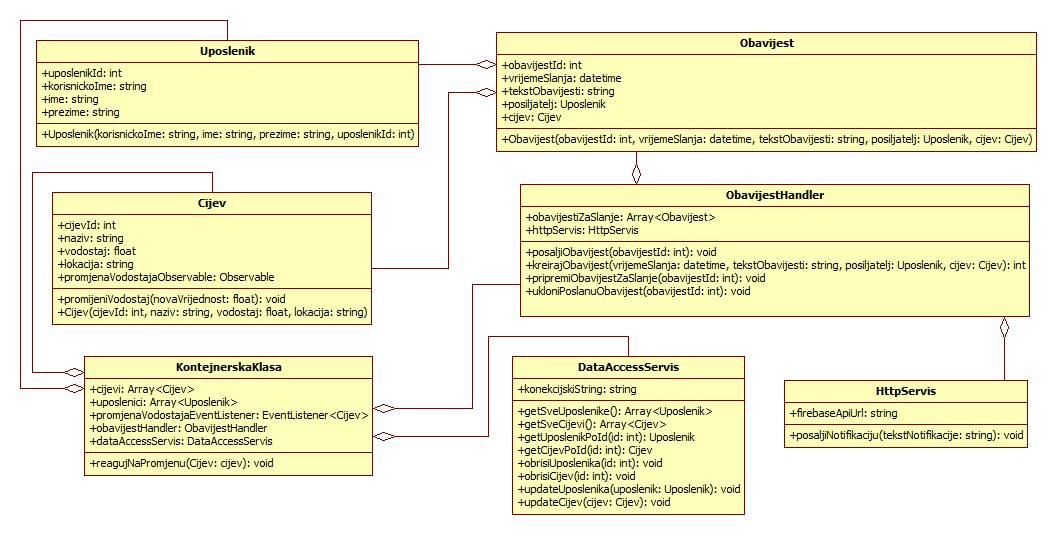 Uposlenik
+uposlenikId: int
+korisnickoIme: string
+ime: string
+prezime: string
+Uposlenik(korisnickoIme: string, ime: string, prezime: string, uposlenikId: int)
Obavijest
+obavijestId: int
+vrijemeSlanja: datetime
+tekstObavijesti: string
+posiljatelj: Uposlenik
+cijev: Cijev
+Obavijest(obavijestId: int, vrijemeSlanja: datetime, tekstObavijesti: string, posiljatelj: Uposlenik, cijev: Cijev)
Cijev
+cijevId: int
+naziv: string
+vodostaj: float
+lokacija: string
+promjenaVodostajaObservable: Observable
+promijeniVodostaj(novaVrijednost: float): void
+Cijev(cijevId: int, naziv: string, vodostaj: float, lokacija: string)
ObavijestHandler
+obavijestiZaSlanje: Array<Obavijest>
+httpServis: HttpServis
+posaljiObavijest(obavijestId: int): void
+kreirajObavijest(vrijemeSlanja: datetime, tekstObavijesti: string, posiljatelj: Uposlenik, cijev: Cijev): int
+pripremiObavijestZaSlanje(obavijestId: int): void
+ukloniPoslanuObavijest(obavijestId: int): void
KontejnerskaKlasa
+cijevi: Array<Cijev>
+uposlenici: Array<Uposlenik>
+promjenaVodostajaEventListener: EventListener<Cijev>
+obavijestHandler: ObavijestHandler
+dataAccessServis: DataAccessServis
+reagujNaPromjenu(Cijev: cijev): void
DataAccessServis
+konekcijskiString: string
+getSveUposlenike(): Array<Uposlenik>
+getSveCijevi(): Array<Cijev>
+getUposlenikPoId(id: int): Uposlenik
+getCijevPoId(id: int): Cijev
+obrisiUposlenika(id: int): void
+obrisiCijev(id: int): void
+updateUposlenika(uposlenik: Uposlenik): void
+updateCijev(cijev: Cijev): void
HttpServis
+firebaseApiUrl: string
+posaljiNotifikaciju(tekstNotifikacije: string): void